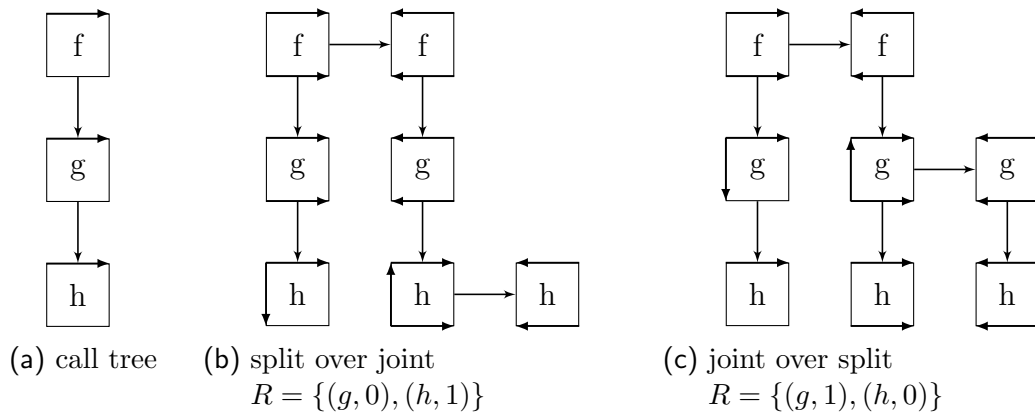 f
f
f
f
f
g
g
g
g
g
g
h
h
h
h
h
h
h
(a) call tree
(b) split over joint
R = {(g, 0), (h, 1)}
(c) joint over split
R = {(g, 1), (h, 0)}